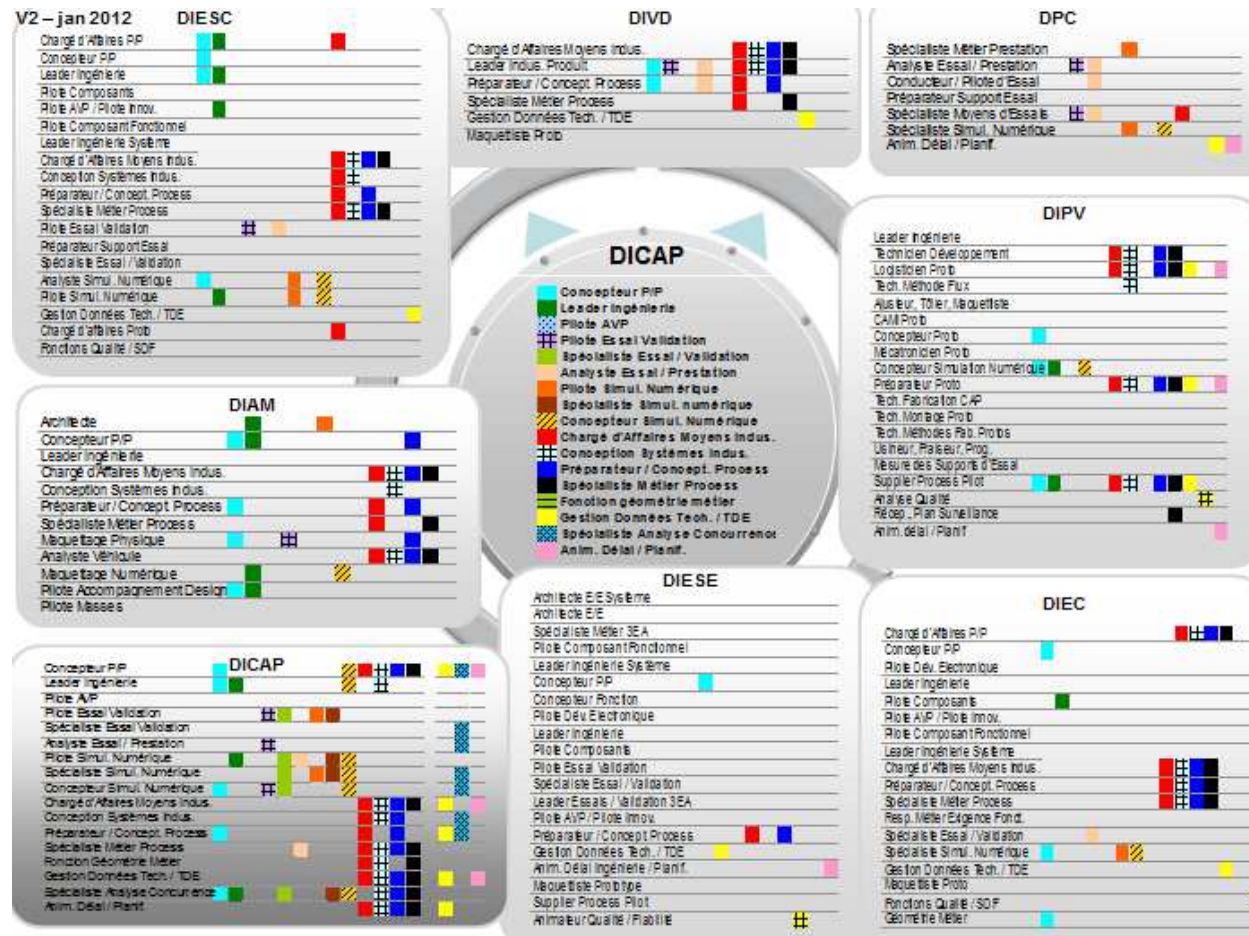 V2 – jan 2012
DIESC
Chargé d'Affaires P/P
Concepteur P/P
Leader Ingénierie
Pilote Composants
Pilote AVP / Pilote Innov.
Pilote Composant Fonctionnel
Leader Ingénierie Système
Chargé d'Affaires Moyens Indus.
Conception Systèmes Indus.
Préparateur / Concept. Process
Spécialiste Métier Process
Pilote Essai Validation
Préparateur Support Essai
Spécialiste Essai / Validation
Analyste Simul. Numérique
Pilote Simul. Numérique
Gestion Données Tech. / TDE
Chargé d'affaires Proto
Fonctions Qualité / SDF
DIVD
Chargé d'Affaires Moyens Indus.
Leader Indus. Produit
Préparateur / Concept. Process
Spécialiste Métier Process
Gestion Données Tech. / TDE
Maquettiste Proto
DPC
Spécialiste Métier Prestation
Analyste Essai / Prestation
Conducteur / Pilote d'Essai
Préparateur Support Essai
Spécialiste Moyens d'Essais
Spécialiste Simul. Numérique
Anim. Délai / Planif.
DICAP
Concepteur P/P
Leader Ingénierie
Pilote AVP
Pilote Essai Validation
Spécialiste Essai / Validation
Analyste Essai / Prestation
Pilote Simul. Numérique
Spécialiste Simul. numérique
Concepteur Simul. Numérique
Chargé d'Affaires Moyens Indus.
Conception Systèmes Indus.
Préparateur / Concept. Process
Spécialiste Métier Process
Fonction géométrie métier
Gestion Données Tech. / TDE
Spécialiste Analyse Concurrence
Anim. Délai / Planif.
DIPV
Leader Ingénierie
Technicien Développement
Logisticien Proto
Tech. Méthode Flux
Ajusteur, Tôlier, Maquettiste
CAM Proto
Concepteur Proto
Mécatronicien Proto
Concepteur Simulation Numérique
Préparateur Proto
Tech. Fabrication CAP
Tech. Montage Proto
Tech. Méthodes Fab. Protos
Usineur, Fraiseur, Prog.
Mesure des Supports d'Essai
Supplier Process Pilot
Analyse Qualité
Récep., Plan Surveillance
Anim. délai / Planif
DIAM
Architecte
Concepteur P/P
Leader Ingénierie
Chargé d'Affaires Moyens Indus.
Conception Systèmes Indus.
Préparateur / Concept. Process
Spécialiste Métier Process
Maquettage Physique
Analyste Véhicule
Maquettage Numérique
Pilote Accompagnement Design
Pilote Masses
DICAP
Concepteur P/P
Leader Ingénierie
Pilote AVP
Pilote Essai Validation
Spécialiste Essai Validation
Analyste Essai / Prestation
Pilote Simul. Numérique
Spécialiste Simul. Numérique
Concepteur Simul. Numérique
Chargé d'Affaires Moyens Indus.
Conception Systèmes Indus.
Préparateur / Concept. Process
Spécialiste Métier Process
Fonction Géométrie Métier
Gestion Données Tech. / TDE
Spécialiste Analyse Concurrence
Anim. Délai / Planif
DIESE
Architecte E/E Système
Architecte E/E
Spécialiste Métier 3EA
Pilote Composant Fonctionnel
Leader Ingénierie Système
Concepteur P/P
Concepteur Fonction
Pilote Dév. Electronique
Leader Ingénierie
Pilote Composants
Pilote Essai Validation
Spécialiste Essai / Validation
Leader Essais / Validation 3EA
Pilote AVP / Pilote Innov.
Préparateur / Concept Process
Gestion Données Tech. / TDE
Anim. Délai Ingénierie / Planif.
Maquettiste Prototype
Supplier Process Pilot
Animateur Qualité / Fiabilité
DIEC
Chargé d'Affaires P/P
Concepteur P/P
Pilote Dév. Electronique
Leader Ingénierie
Pilote Composants
Pilote AVP / Pilote Innov.
Pilote Composant Fonctionnel
Leader Ingénierie Système
Chargé d'Affaires Moyens Indus.
Préparateur / Concept. Process
Spécialiste Métier Process
Resp. Métier Exigence Fonct.
Spécialiste Essai / Validation
Spécialiste Simul. Numérique
Gestion Données Tech. / TDE
Maquettiste Proto
Fonctions Qualité / SDF
Géométrie Métier